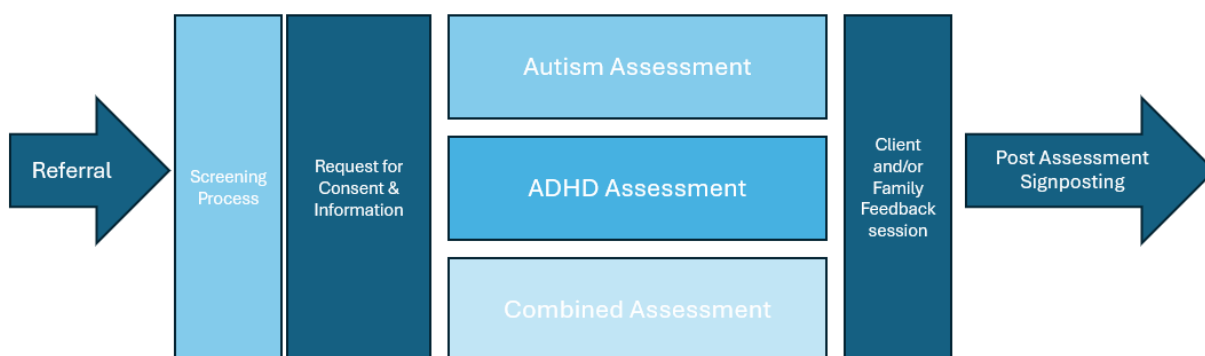 Referral
Screening
Process
Request for
Consent &
Information
Autism Assessment
ADHD Assessment
Combined Assessment
Client
and/or
Family
Feedback
session
Post Assessment
Signposting